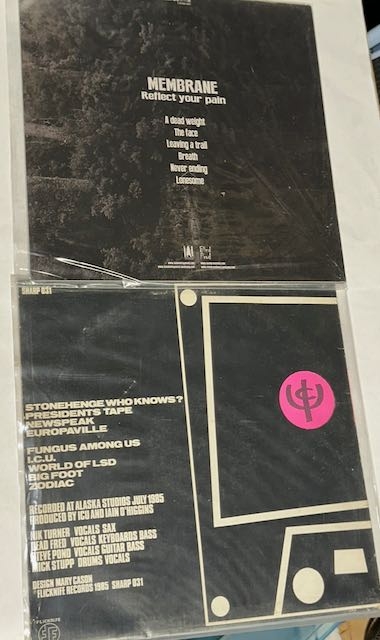 MEMBRANE
Reflect your pain
A dead weight
The face
Leaving a trail
Breath
Never ending
Lonesome
SHARP 031
STONEHENGE WHO KNOWS?
PRESIDENTS TAPE
NEWSPEAK
EUROPAVILLE
FUNGUS AMONG US
I.C.U.
WORLD OF LSD
BIG FOOT
ZODIAC
RECORDED AT ALASKA STUDIOS JULY 1985
PRODUCED BY ICU AND IAIN O'HIGGINS
NIK TURNER VOCALS SAX
DEAD FRED VOCALS KEYBOARDS BASS
STEVE POND VOCALS GUITAR BASS
MICK STUPP DRUMS VOCALS
DESIGN MARY CASON
FLICKNIFE RECORDS 1985 SHARP 031
FLICKNIFE